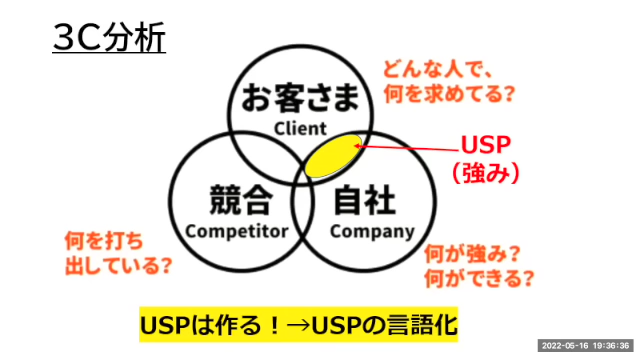 ３C分析
どんな人で、
何を求めてる？
お客さま
Client
USP
（強み）
競合
Competitor
自社
Company
何を打ち
出している？
何が強み？
何ができる？
USPは作る！→USPの言語化
2022-05-16 19:36:36